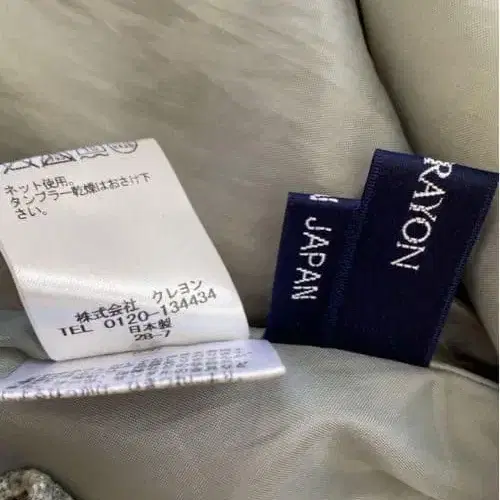 ネット使用。
タンブラー乾燥はおさけ下
さい。
株式会社 クレヨン
TEL 0120-134434
日本製
2B-7
JAPAN
RAYON